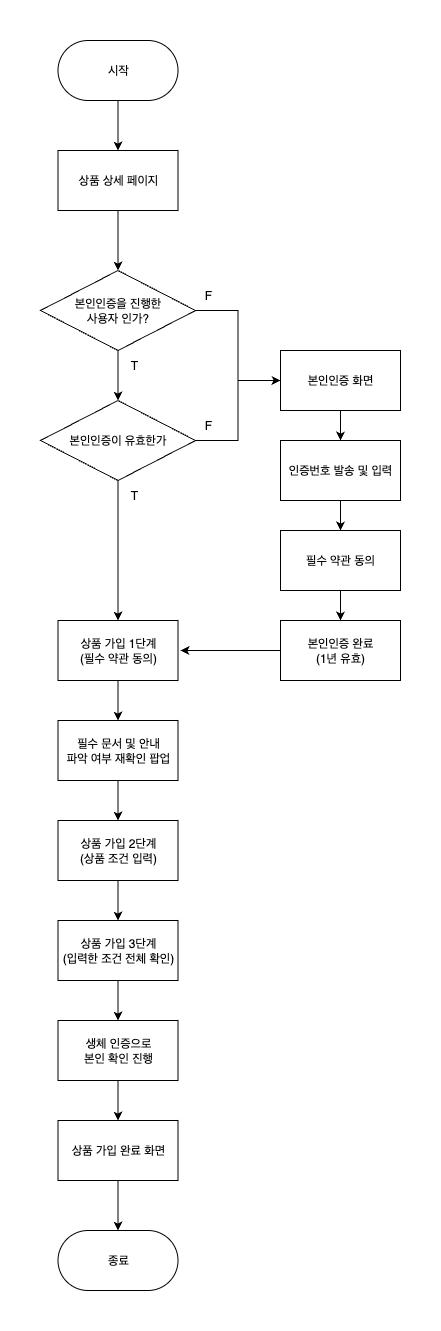 시작
상품 상세 페이지
본인인증을 진행한
사용자 인가?
F
T
본인인증이 유효한가
F
T
본인인증 화면
인증번호 발송 및 입력
필수 약관 동의
본인인증 완료
(1년 유효)
상품 가입 1단계
(필수 약관 동의)
필수 문서 및 안내
파악 여부 재확인 팝업
상품 가입 2단계
(상품 조건 입력)
상품 가입 3단계
(입력한 조건 전체 확인)
생체 인증으로
본인 확인 진행
상품 가입 완료 화면
종료